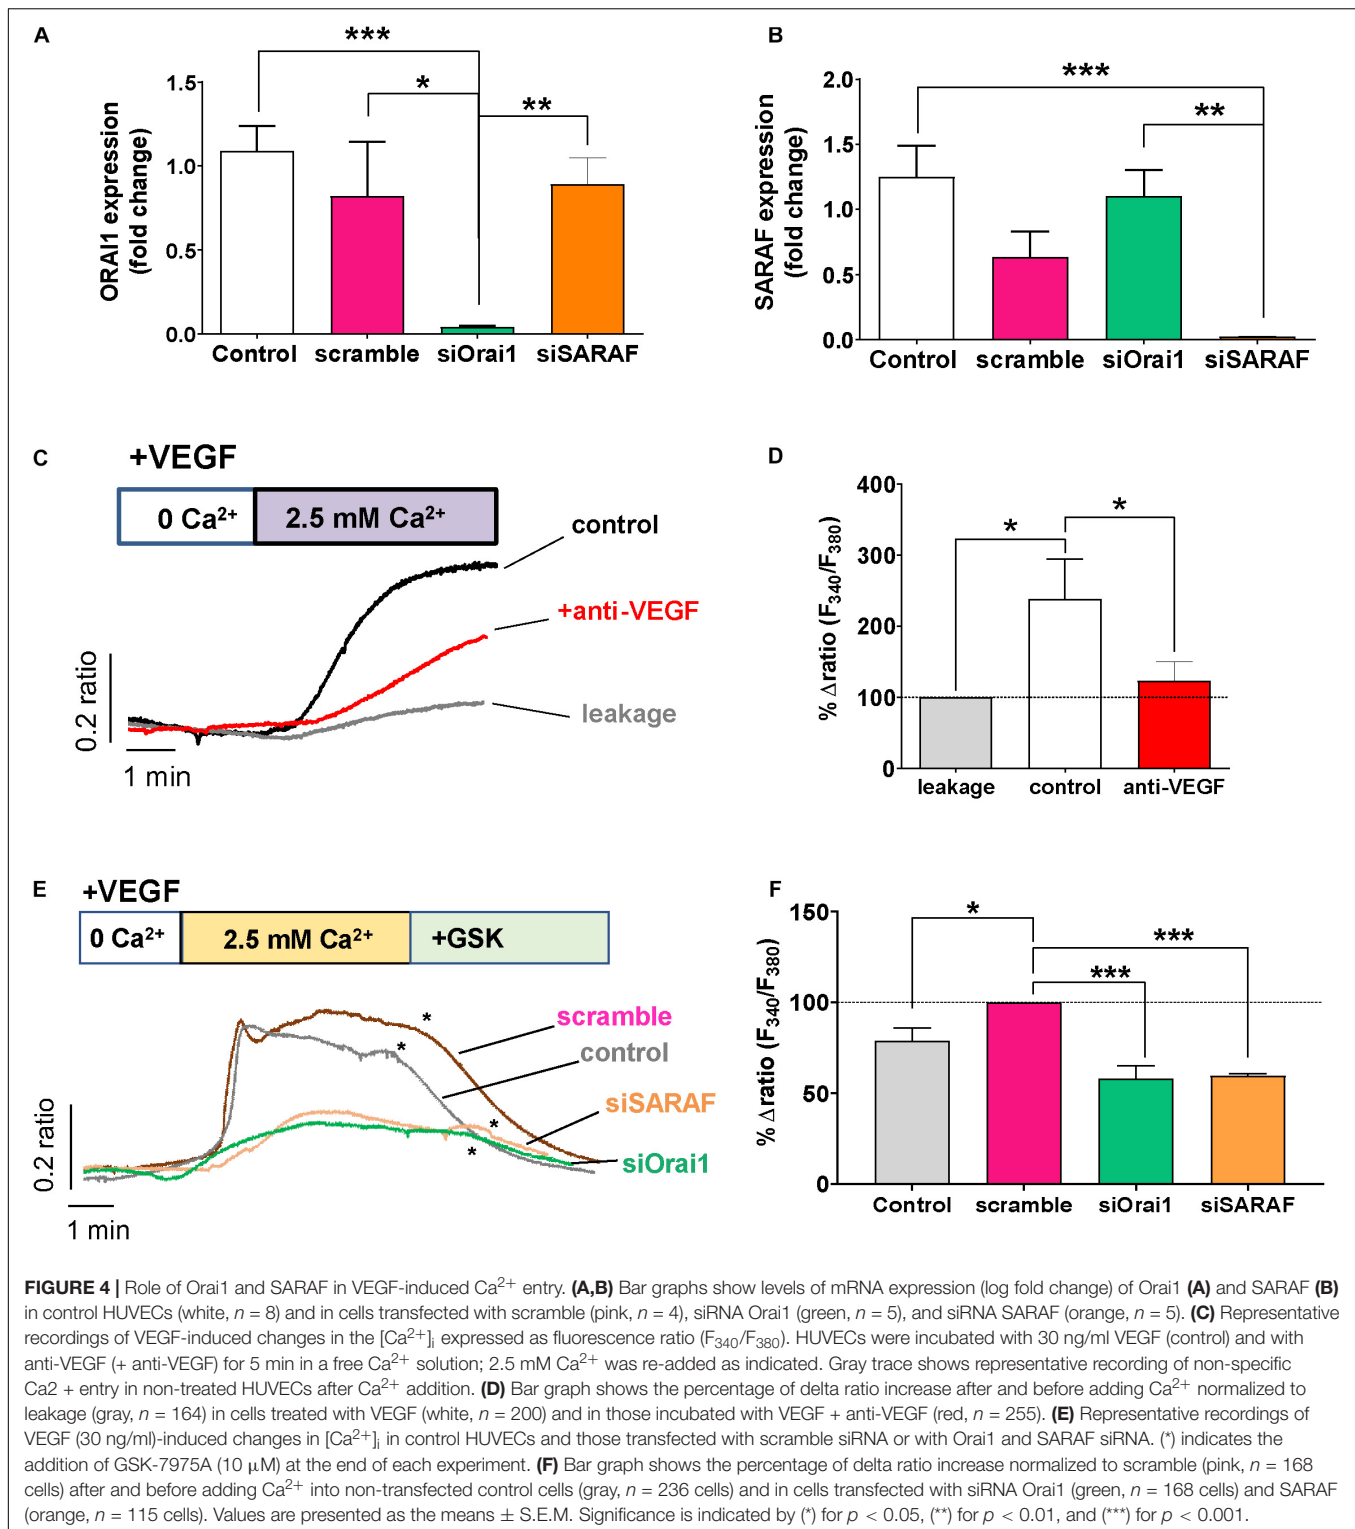 A
***
*
**
ORAI1 expression
(fold change)
1.5
1.0
0.5
0.0
Control scramble siOrai1 siSARAF
B
***
**
SARAF expression
(fold change)
2.0
1.5
1.0
0.5
0.0
Control scramble siOrai1 siSARAF
C
+VEGF
0 Ca²⁺ 2.5 mM Ca²⁺
control
+anti-VEGF
leakage
0.2 ratio
1 min
D
% Δratio (F₃₄₀/F₃₈₀)
400
300
200
100
0
*
*
leakage control anti-VEGF
E
+VEGF
0 Ca²⁺ 2.5 mM Ca²⁺ +GSK
*
*
*
*
scramble
control
siSARAF
siOrai1
0.2 ratio
1 min
F
% Δratio (F₃₄₀/F₃₈₀)
150
100
50
0
*
***
***
Control scramble siOrai1 siSARAF
FIGURE 4 | Role of Orai1 and SARAF in VEGF-induced Ca²⁺ entry. (A,B) Bar graphs show levels of mRNA expression (log fold change) of Orai1 (A) and SARAF (B)
in control HUVECs (white, n = 8) and in cells transfected with scramble (pink, n = 4), siRNA Orai1 (green, n = 5), and siRNA SARAF (orange, n = 5). (C) Representative
recordings of VEGF-induced changes in the [Ca²⁺]ᵢ expressed as fluorescence ratio (F₃₄₀/F₃₈₀). HUVECs were incubated with 30 ng/ml VEGF (control) and with
anti-VEGF (+ anti-VEGF) for 5 min in a free Ca²⁺ solution; 2.5 mM Ca²⁺ was re-added as indicated. Gray trace shows representative recording of non-specific
Ca2 + entry in non-treated HUVECs after Ca²⁺ addition. (D) Bar graph shows the percentage of delta ratio increase after and before adding Ca²⁺ normalized to
leakage (gray, n = 164) in cells treated with VEGF (white, n = 200) and in those incubated with VEGF + anti-VEGF (red, n = 255). (E) Representative recordings of
VEGF (30 ng/ml)-induced changes in [Ca²⁺]ᵢ in control HUVECs and those transfected with scramble siRNA or with Orai1 and SARAF siRNA. (*) indicates the
addition of GSK-7975A (10 μM) at the end of each experiment. (F) Bar graph shows the percentage of delta ratio increase normalized to scramble (pink, n = 168
cells) after and before adding Ca²⁺ into non-transfected control cells (gray, n = 236 cells) and in cells transfected with siRNA Orai1 (green, n = 168 cells) and SARAF
(orange, n = 115 cells). Values are presented as the means ± S.E.M. Significance is indicated by (*) for p < 0.05, (**) for p < 0.01, and (***) for p < 0.001.